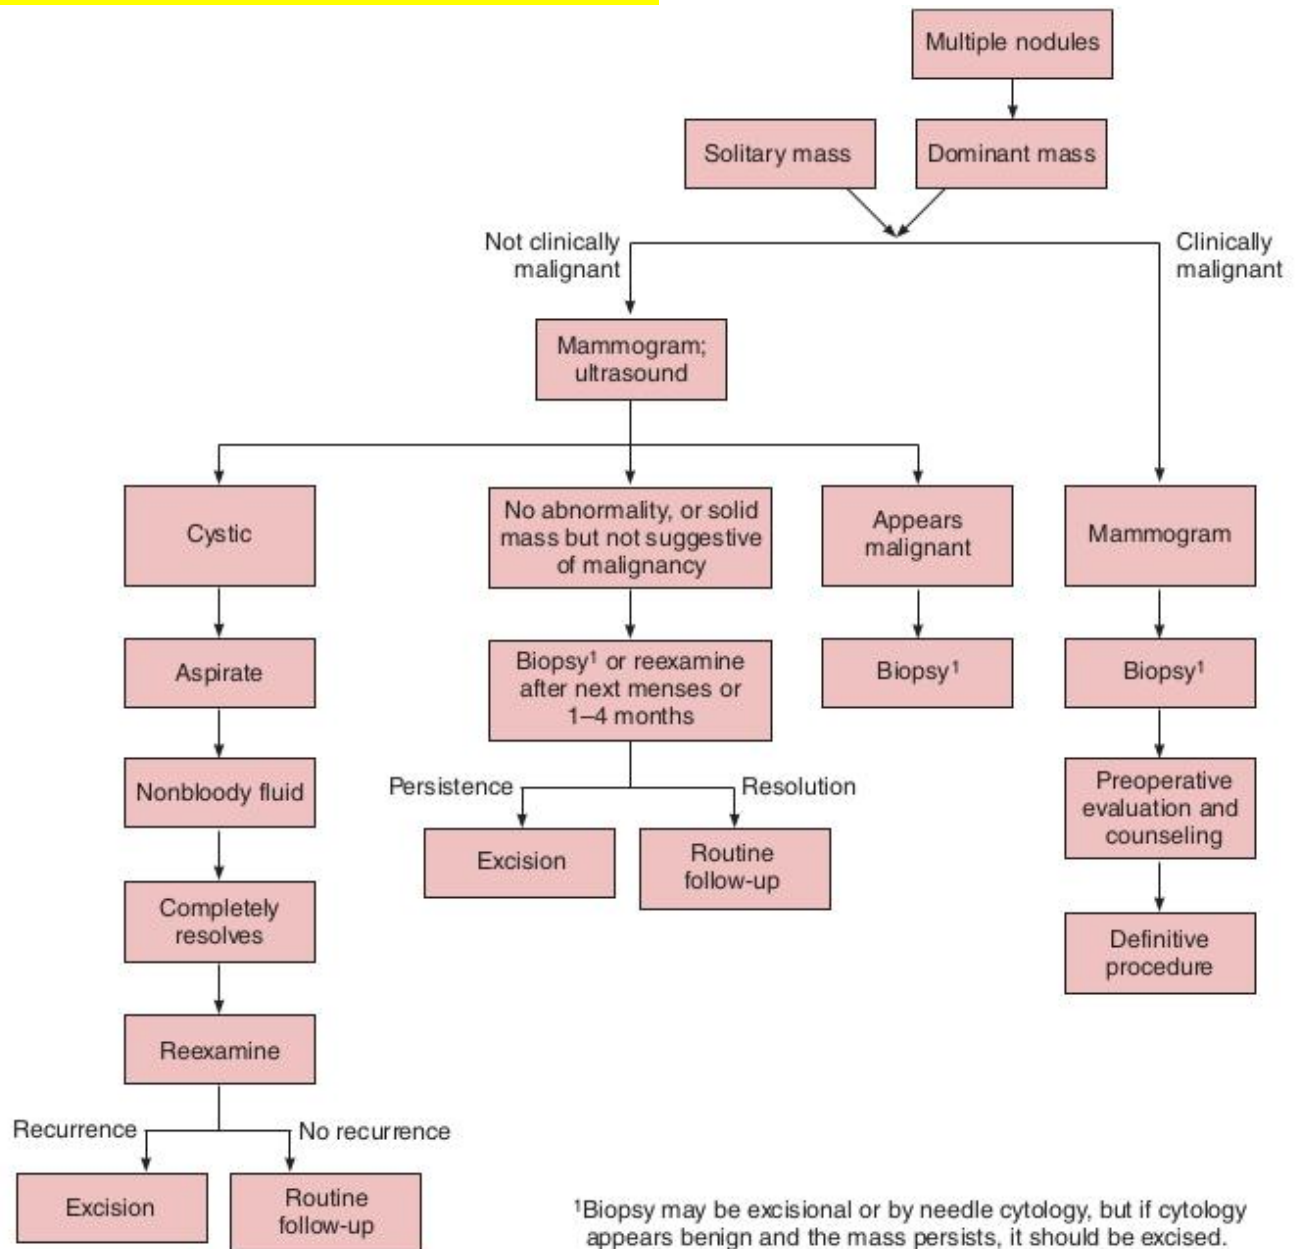 Multiple nodules
Solitary mass
Dominant mass
Not clinically
malignant
Clinically
malignant
Mammogram;
ultrasound
Cystic
No abnormality, or solid
mass but not suggestive
of malignancy
Appears
malignant
Mammogram
Aspirate
Biopsy¹ or reexamine
after next menses or
1–4 months
Biopsy¹
Biopsy¹
Nonbloody fluid
Persistence
Resolution
Preoperative
evaluation and
counseling
Excision
Routine
follow-up
Completely
resolves
Definitive
procedure
Reexamine
Recurrence
No recurrence
Excision
Routine
follow-up
¹Biopsy may be excisional or by needle cytology, but if cytology
appears benign and the mass persists, it should be excised.